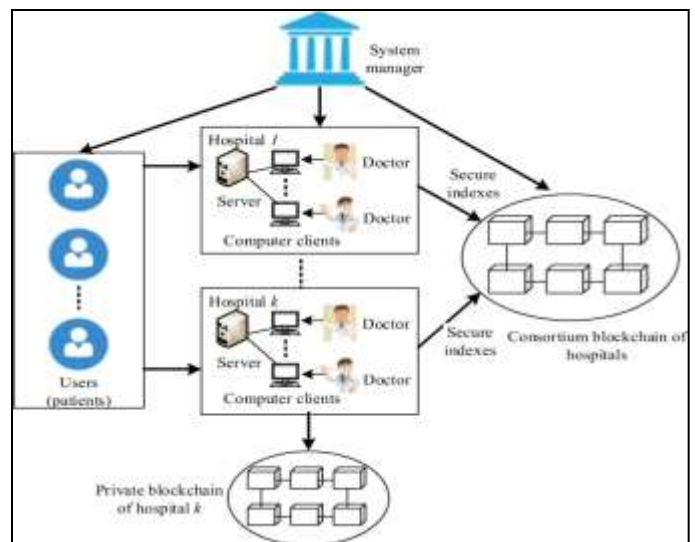 System
manager
Hospital 1
Doctor
Server
Doctor
Computer clients
Secure
indexes
Hospital k
Doctor
Server
Doctor
Computer clients
Secure
indexes
Consortium blockchain of
hospitals
Users
(patients)
Private blockchain
of hospital k